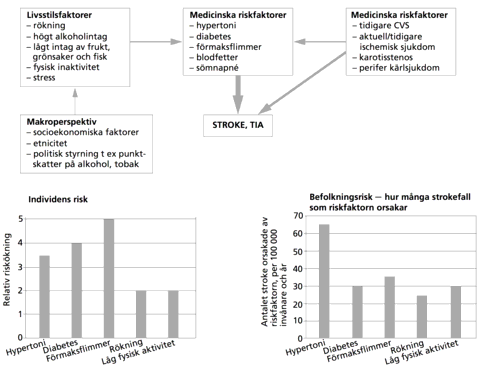 Livsstilsfaktorer
– rökning
– högt alkoholintag
– lågt intag av frukt,
grönsaker och fisk
– fysisk inaktivitet
– stress
Medicinska riskfaktorer
– hypertoni
– diabetes
– förmaksflimmer
– blodfetter
– sömnapné
Medicinska riskfaktorer
– tidigare CVS
– aktuell/tidigare
ischemisk sjukdom
– karotisstenos
– perifer kärlsjukdom
Makroperspektiv
– socioekonomiska faktorer
– etnicitet
– politisk styrning t ex punkt-
skatter på alkohol, tobak
STROKE, TIA
Individens risk
Relativ riskökning
5
4
3
2
1
0
Hypertoni
Diabetes
Förmaksflimmer
Rökning
Låg fysisk aktivitet
Befolkningsrisk — hur många strokefall
som riskfaktorn orsakar
Antalet stroke orsakade av
riskfaktorn, per 100 000
invånare och år
70
60
50
40
30
20
10
0
Hypertoni
Diabetes
Förmaksflimmer
Rökning
Låg fysisk aktivitet